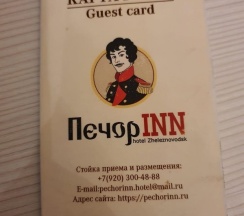 Guest card
ПечорINN
hotel Zheleznovodsk
Стойка приема и размещения:
+7(920) 300-48-88
E-mail:pechorinn.hotel@mail.ru
Адрес сайта: https://pechorinn.ru